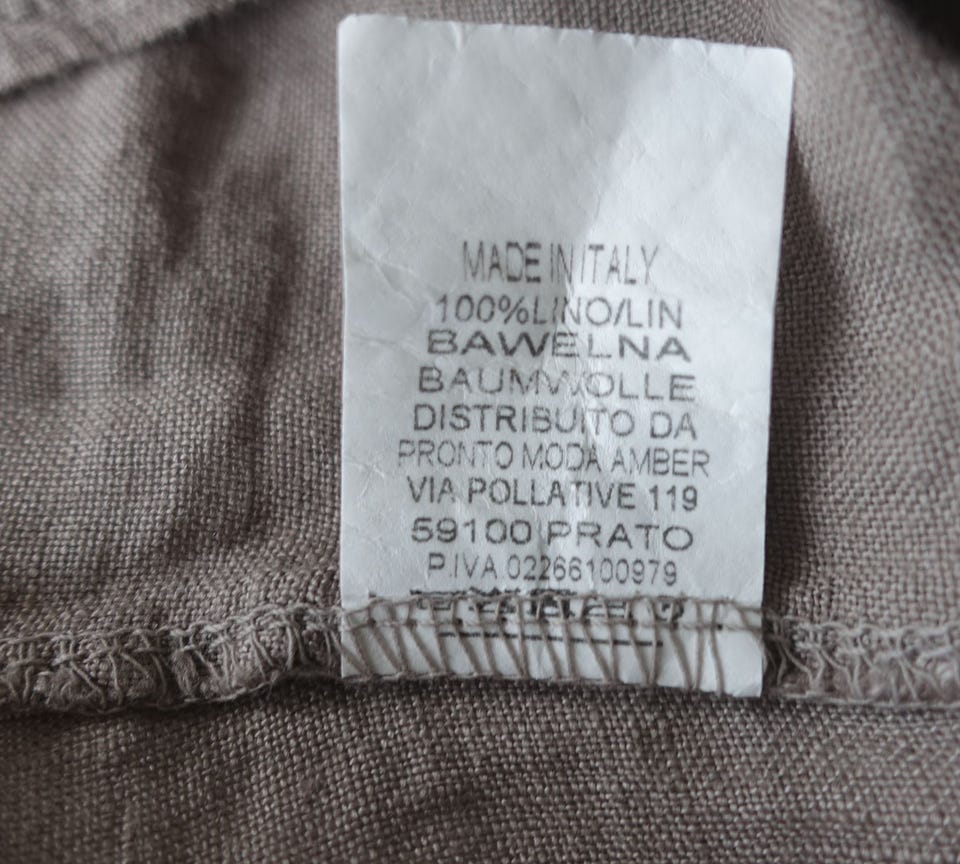 MADE IN ITALY
100%LINO/LIN
BAWELNA
BAUMWOLLE
DISTRIBUITO DA
PRONTO MODA AMBER
VIA POLLATIVE 119
59100 PRATO
P.IVA.02266100979